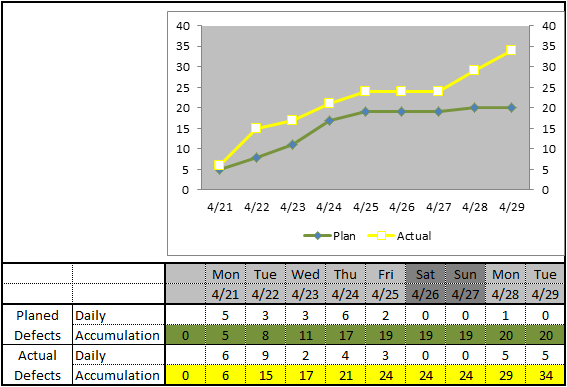 40 40
35 35
30 30
25 25
20 20
15 15
10 10
5 5
0 0
4/21 4/22 4/23 4/24 4/25 4/26 4/27 4/28 4/29
Plan Actual
Mon Tue Wed Thu Fri Sat Sun Mon Tue
4/21 4/22 4/23 4/24 4/25 4/26 4/27 4/28 4/29
Planed Daily 5 3 3 6 2 0 0 1 0
Defects Accumulation 0 5 8 11 17 19 19 19 20 20
Actual Daily 6 9 2 4 3 0 0 5 5
Defects Accumulation 0 6 15 17 21 24 24 24 29 34